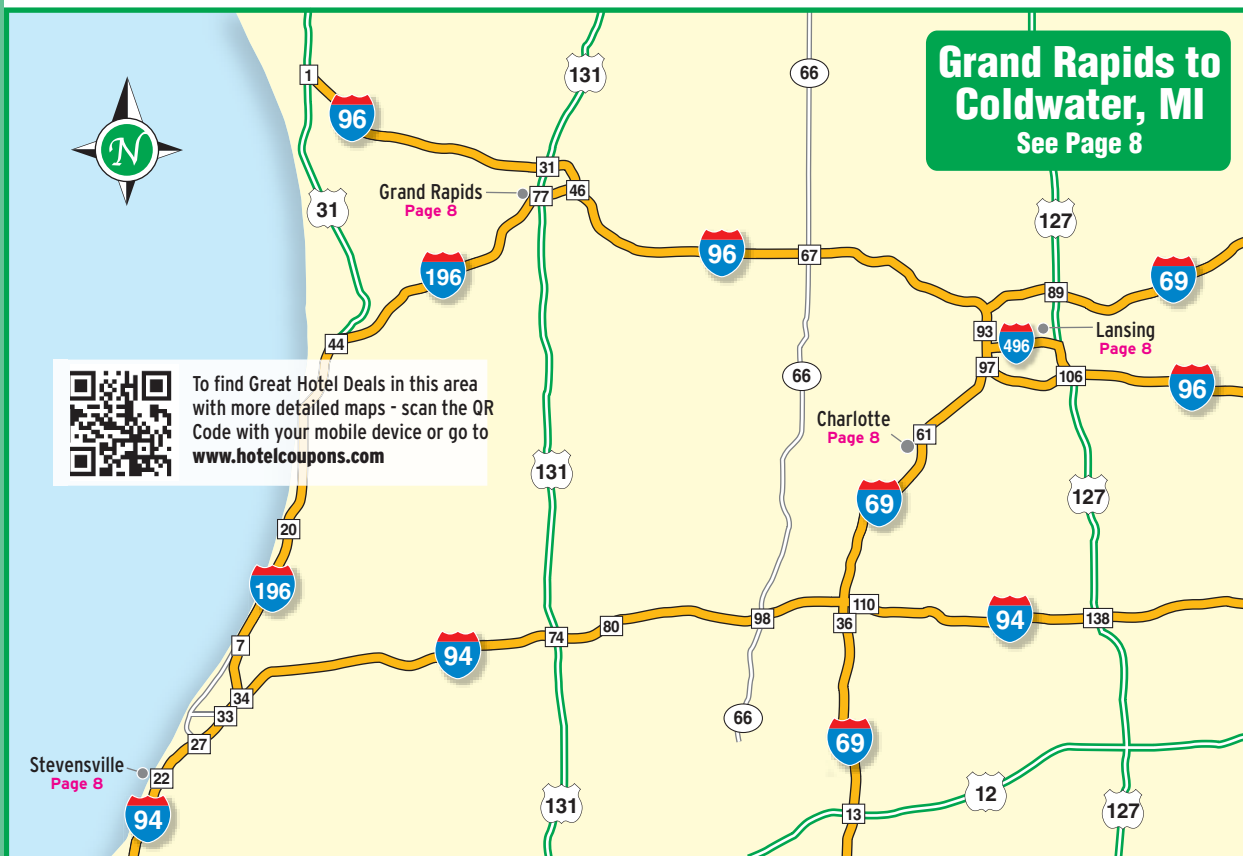 Grand Rapids to
Coldwater, MI
See Page 8
N
1
96
131
66
31
Grand Rapids
Page 8
77
46
31
127
96
67
196
69
89
93
496
Lansing
Page 8
44
97
106
96
66
To find Great Hotel Deals in this area
with more detailed maps - scan the QR
Code with your mobile device or go to
www.hotelcoupons.com
Charlotte
Page 8
61
131
69
127
20
196
110
94
138
98
36
80
74
7
94
34
33
66
27
69
Stevensville
Page 8
22
94
131
13
12
127